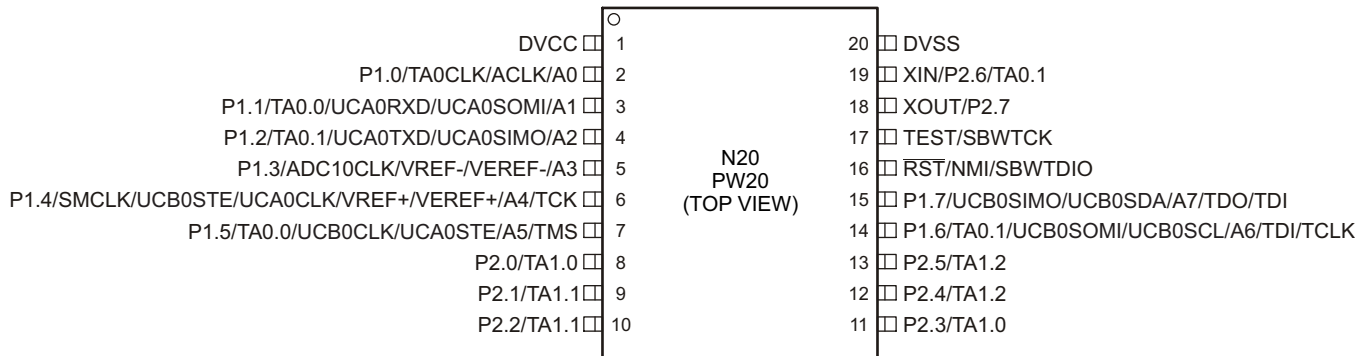 DVCC 1 20 DVSS
P1.0/TA0CLK/ACLK/A0 2 19 XIN/P2.6/TA0.1
P1.1/TA0.0/UCA0RXD/UCA0SOMI/A1 3 18 XOUT/P2.7
P1.2/TA0.1/UCA0TXD/UCA0SIMO/A2 4 17 TEST/SBWTCK
P1.3/ADC10CLK/VREF-/VEREF-/A3 5 16 RST/NMI/SBWTDIO
P1.4/SMCLK/UCB0STE/UCA0CLK/VREF+/VEREF+/A4/TCK 6 15 P1.7/UCB0SIMO/UCB0SDA/A7/TDO/TDI
P1.5/TA0.0/UCB0CLK/UCA0STE/A5/TMS 7 14 P1.6/TA0.1/UCB0SOMI/UCB0SCL/A6/TDI/TCLK
P2.0/TA1.0 8 13 P2.5/TA1.2
P2.1/TA1.1 9 12 P2.4/TA1.2
P2.2/TA1.1 10 11 P2.3/TA1.0
N20
PW20
(TOP VIEW)